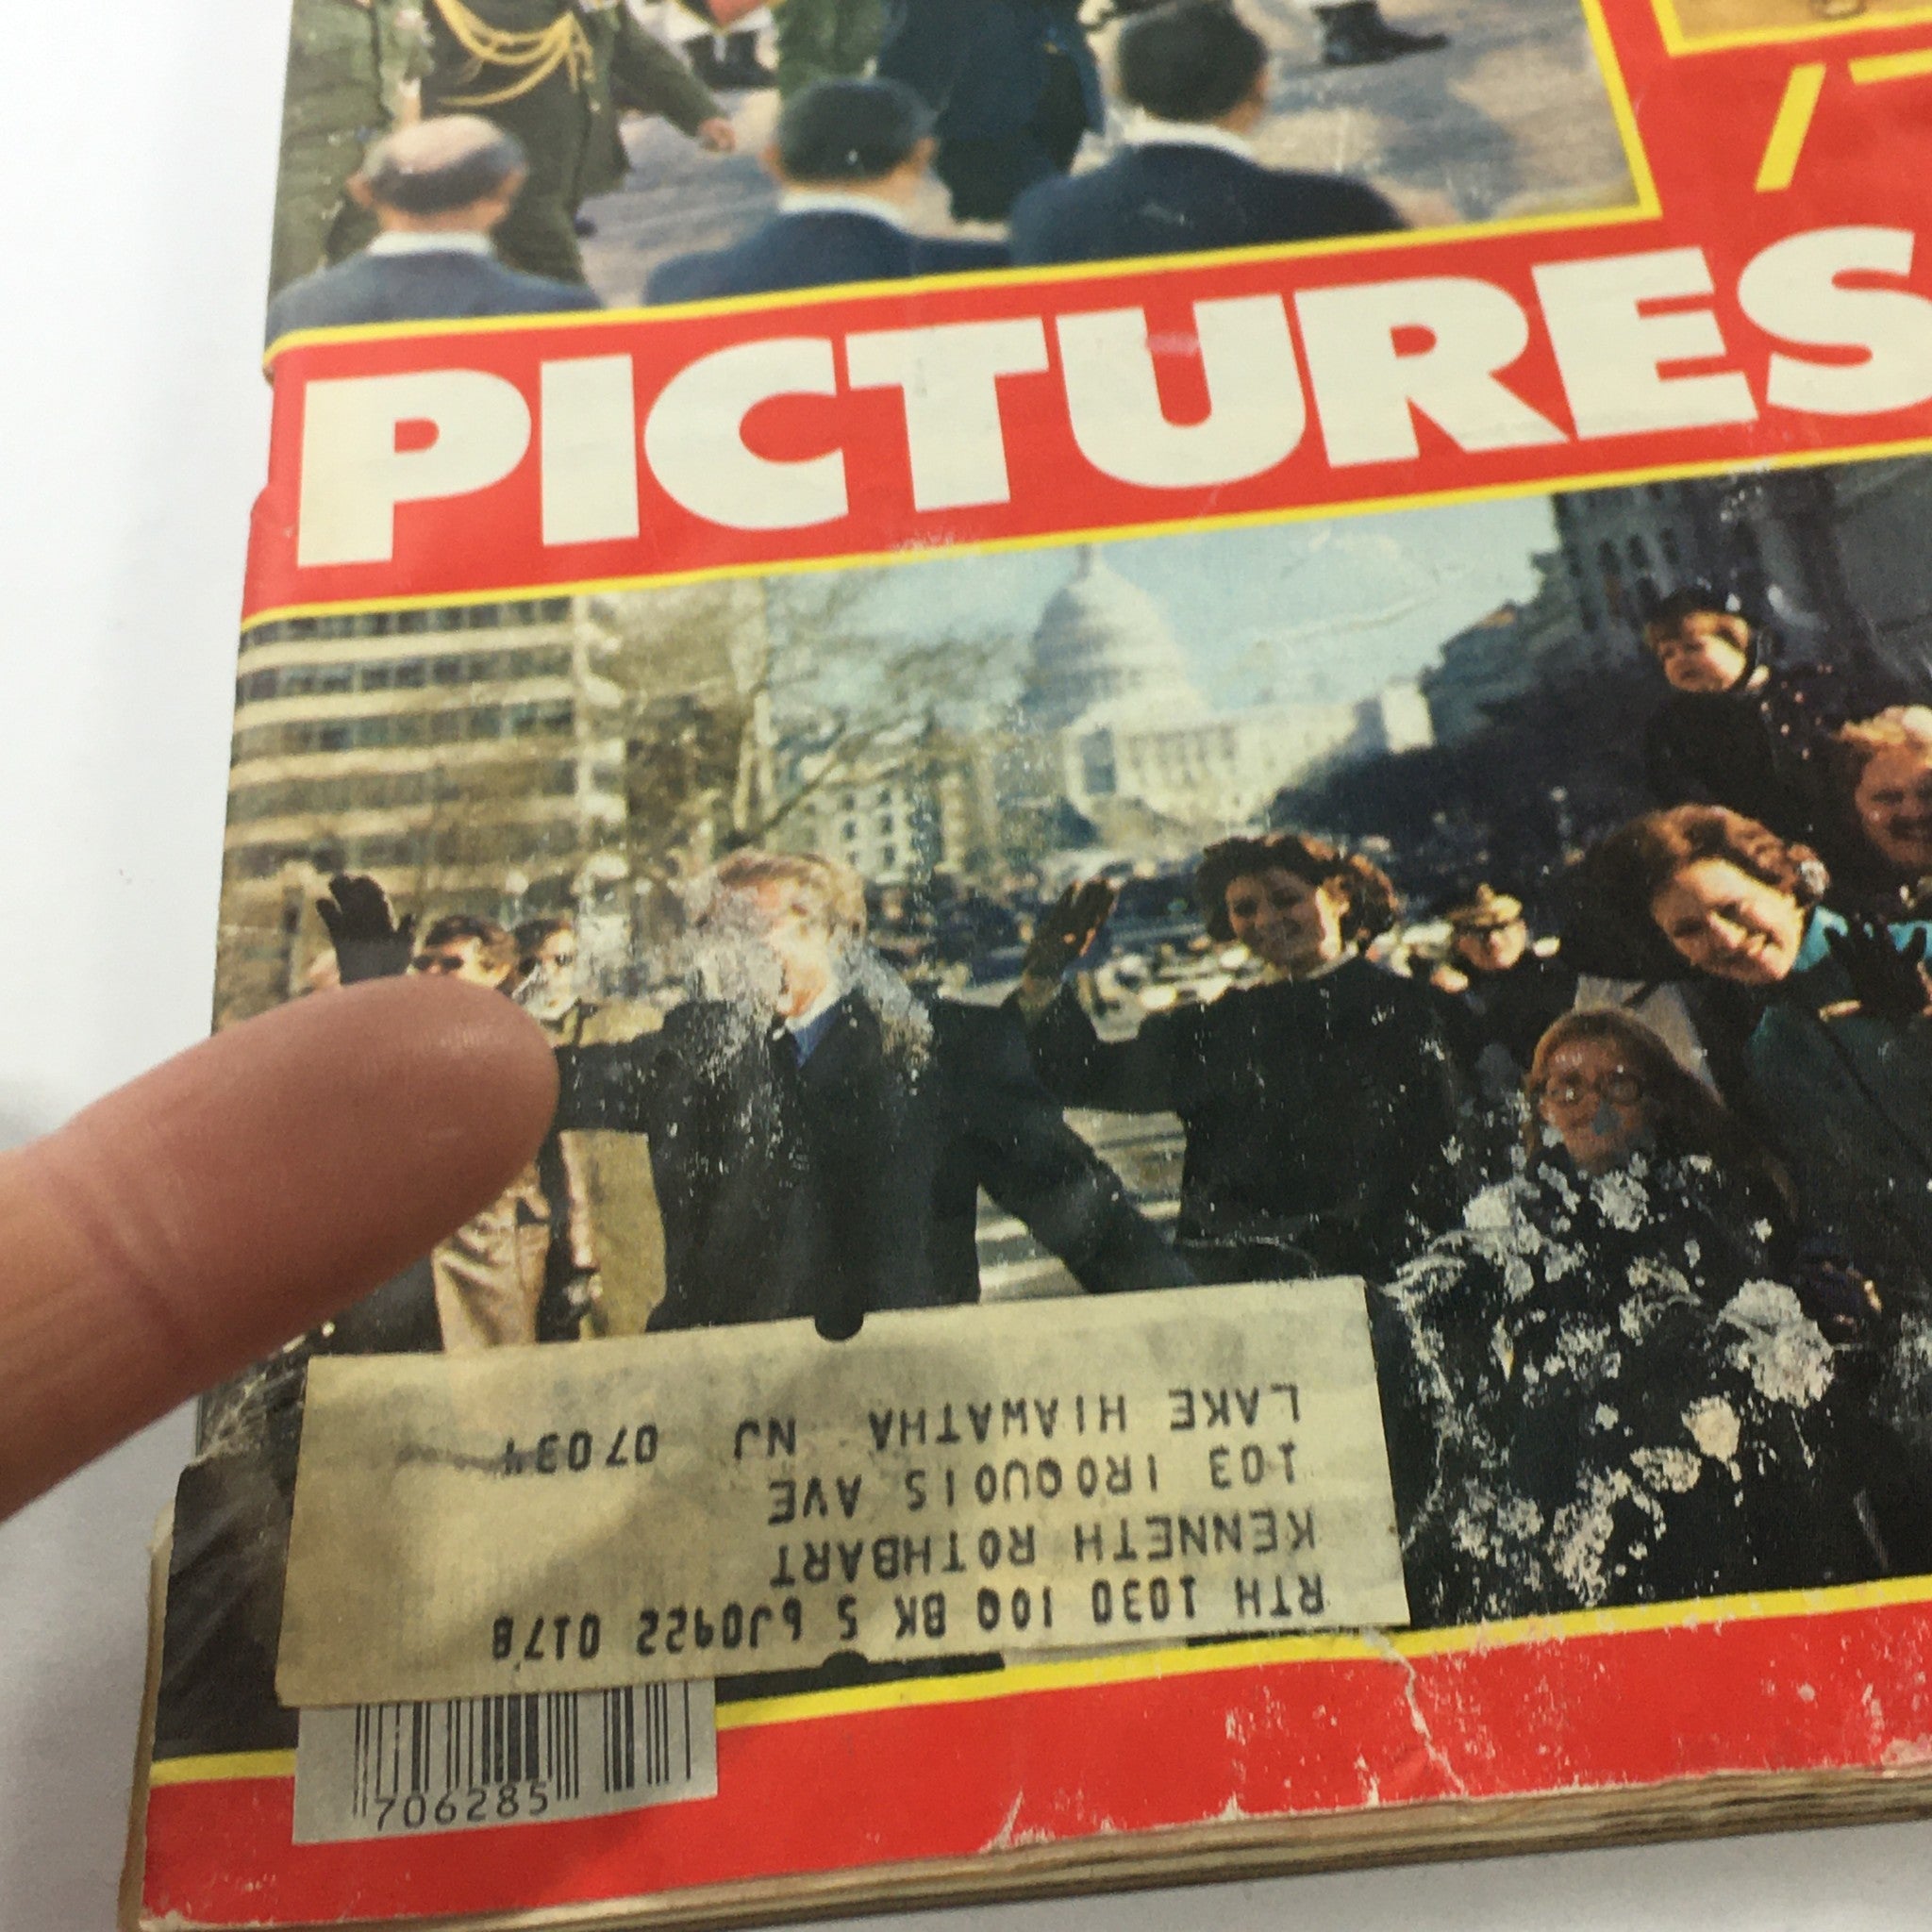 PICTURES
RTH 1030 100 BK 5 6J0922 0178
KENNETH ROTHBART
103 IROQUOIS AVE
LAKE HIAWATHA NJ 07034
706285